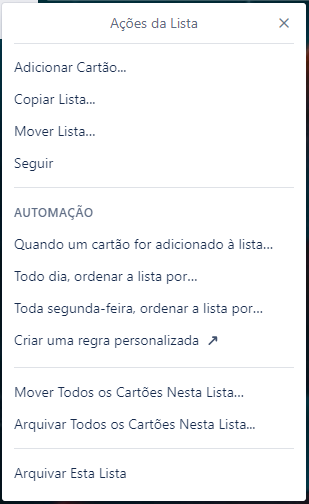 Ações da Lista
Adicionar Cartão...
Copiar Lista...
Mover Lista...
Seguir
AUTOMAÇÃO
Quando um cartão for adicionado à lista...
Todo dia, ordenar a lista por...
Toda segunda-feira, ordenar a lista por...
Criar uma regra personalizada ↗
Mover Todos os Cartões Nesta Lista...
Arquivar Todos os Cartões Nesta Lista...
Arquivar Esta Lista